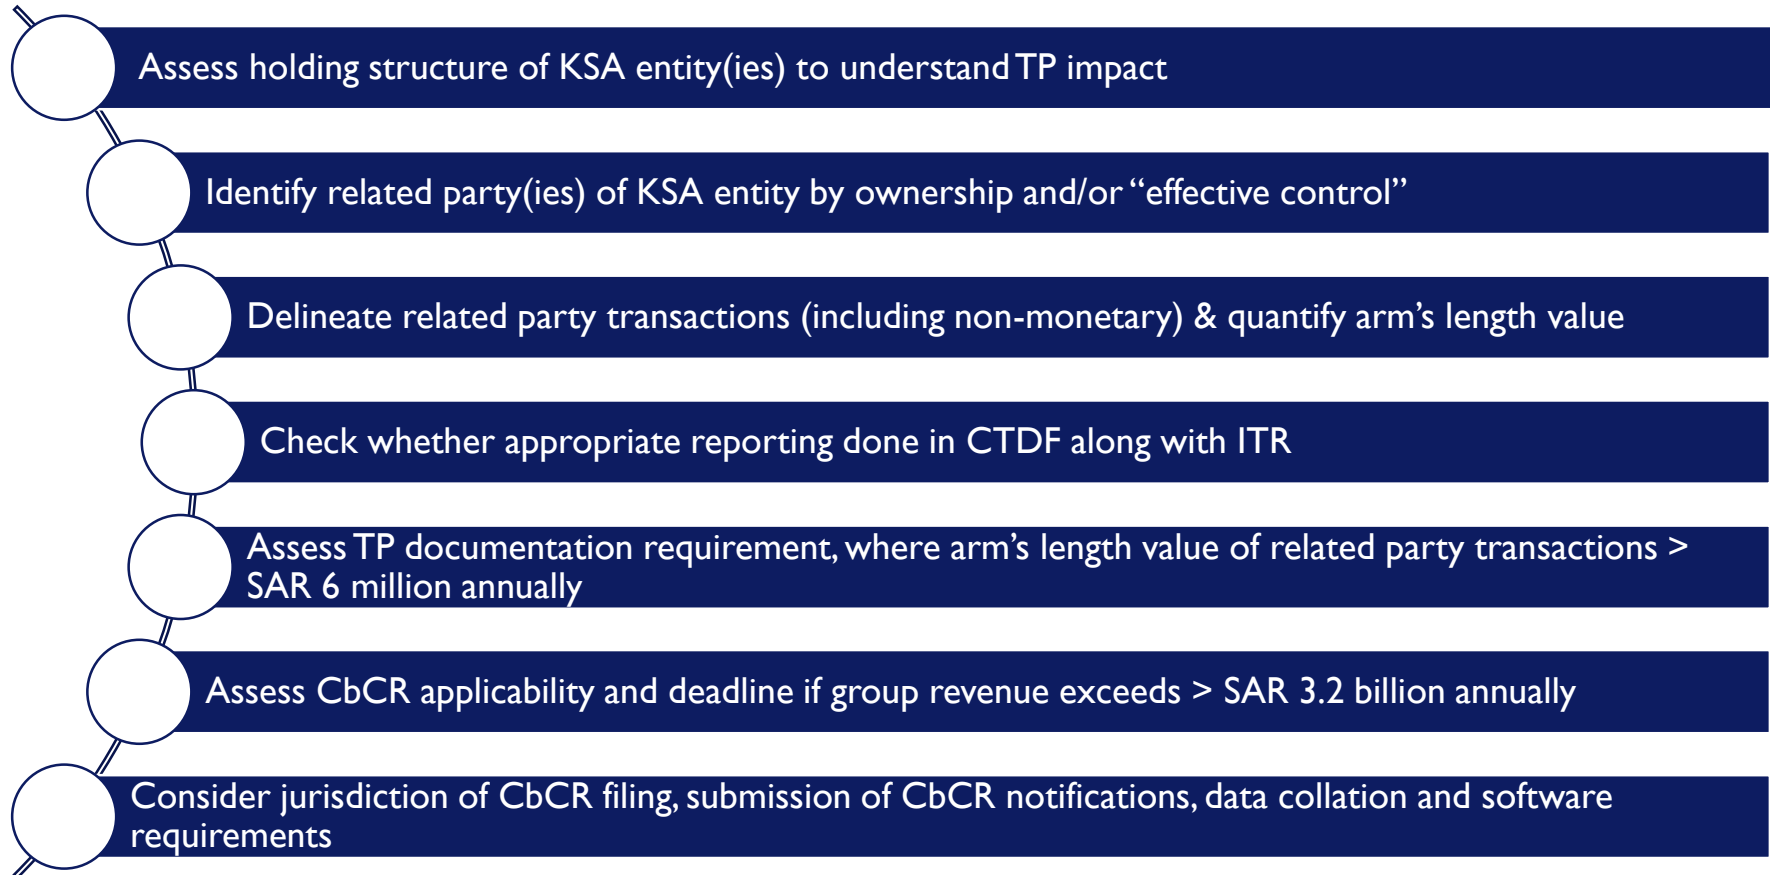 Assess holding structure of KSA entity(ies) to understand TP impact
Identify related party(ies) of KSA entity by ownership and/or “effective control”
Delineate related party transactions (including non-monetary) & quantify arm’s length value
Check whether appropriate reporting done in CTDF along with ITR
Assess TP documentation requirement, where arm’s length value of related party transactions >
SAR 6 million annually
Assess CbCR applicability and deadline if group revenue exceeds > SAR 3.2 billion annually
Consider jurisdiction of CbCR filing, submission of CbCR notifications, data collation and software
requirements